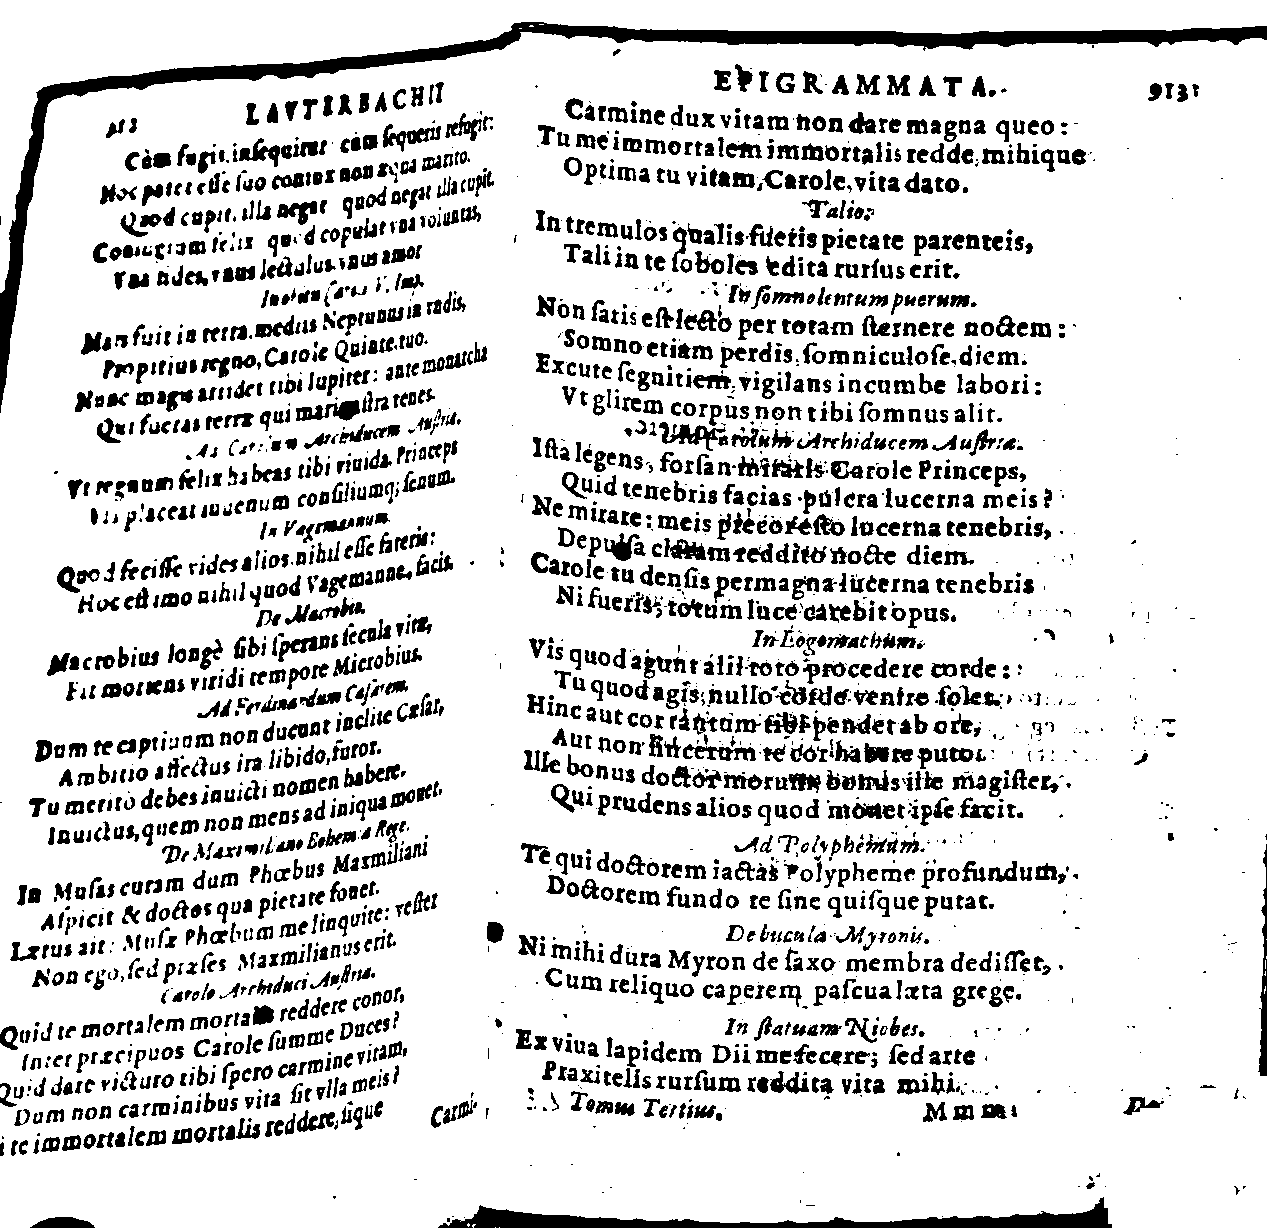 912 LAVTERBACHII
Cùm fugit, insequitur cùm sequeris refugit:
Hoc patet esse suo coniux non æqua marito.
Quod cupit, illa negat quod negat illa cupit.
Coniugium felix quod copulat vna voluntas,
Vna fides, vnus lectulus, vnus amor
Mars fuit in terra, medius Neptunus in vndis,
Propitius regno, Carole Quinte, tuo.
Nunc magis arridet tibi Iupiter: ante monarcha
Qui fueras terræ qui maris astra tenes.
Ad Carolum Archiducem Austriæ.
Vt regnum felix habeas tibi viuida, Princeps
Vis placeat iuuenum consiliumq; senum.
In Vagemannum.
Quod fecisse vides alios, nihil esse fateris:
Hoc est imo nihil quod Vagemanne, facis.
De Macrobio.
Macrobius longè sibi sperans secula vitæ,
Fit moriens viridi tempore Microbius.
Ad Ferdinandum Cæsarem.
Dum te captiuum non ducunt inclite Cæsar,
Ambitio affectus ira libido, furor.
Tu meritò debes inuicti nomen habere.
Inuictus, quem non mens ad iniqua mouet.
De Maximiliano Bohemiæ Rege.
In Musas curam dum Phœbus Maxmiliani
Aspicit & doctos qua pietate fouet.
Lætus ait: Musæ Phœbum me linquite: vester
Non ego, sed præses Maxmilianus erit.
Carolo Archiduci Austriæ.
Quid te mortalem mortalis reddere conor,
Inter præcipuos Carole summe Duces?
Quid dare victuro tibi spero carmine vitam,
Dum non carminibus vita sit vlla meis?
te immortalem mortalis reddere, sique
Carmi-
EPIGRAMMATA. 913
Carmine dux vitam non dare magna queo:
Tu me immortalem immortalis redde, mihique
Optima tu vitam, Carole, vita dato.
Talio:
In tremulos qualis fueris pietate parenteis,
Tali in te soboles edita rursus erit.
In somnolentum puerum.
Non satis est lecto per totam sternere noctem:
Somno etiam perdis, somniculose, diem.
Excute segnitiem, vigilans incumbe labori:
Vt glirem corpus non tibi somnus alit.
Ad Carolum Archiducem Austriæ.
Ista legens, forsan miraris Carole Princeps,
Quid tenebris facias pulcra lucerna meis?
Ne mirare: meis præcor esto lucerna tenebris,
Depulsa clarum reddito nocte diem.
Carole tu densis permagna lucerna tenebris
Ni fueris, totum luce carebit opus.
In Logomachum.
Vis quod agunt alii toto procedere corde:
Tu quod agis, nullo corde venire solet.
Hinc aut cor tantum tibi pendet ab ore,
Aut non sincerum te cor habere puto.
Ille bonus doctor morum, bonus ille magister,
Qui prudens alios quod monet ipse facit.
Ad Polyphemum.
Te qui doctorem iactas Polypheme profundum,
Doctorem fundo te sine quisque putat.
De bucula Myronis.
Ni mihi dura Myron de saxo membra dedisset,
Cum reliquo caperem pascua læta grege.
In statuam Niobes.
Ex viua lapidem Dii me fecere; sed arte
Praxitelis rursum reddita vita mihi.
Tomus Tertius. Mmm